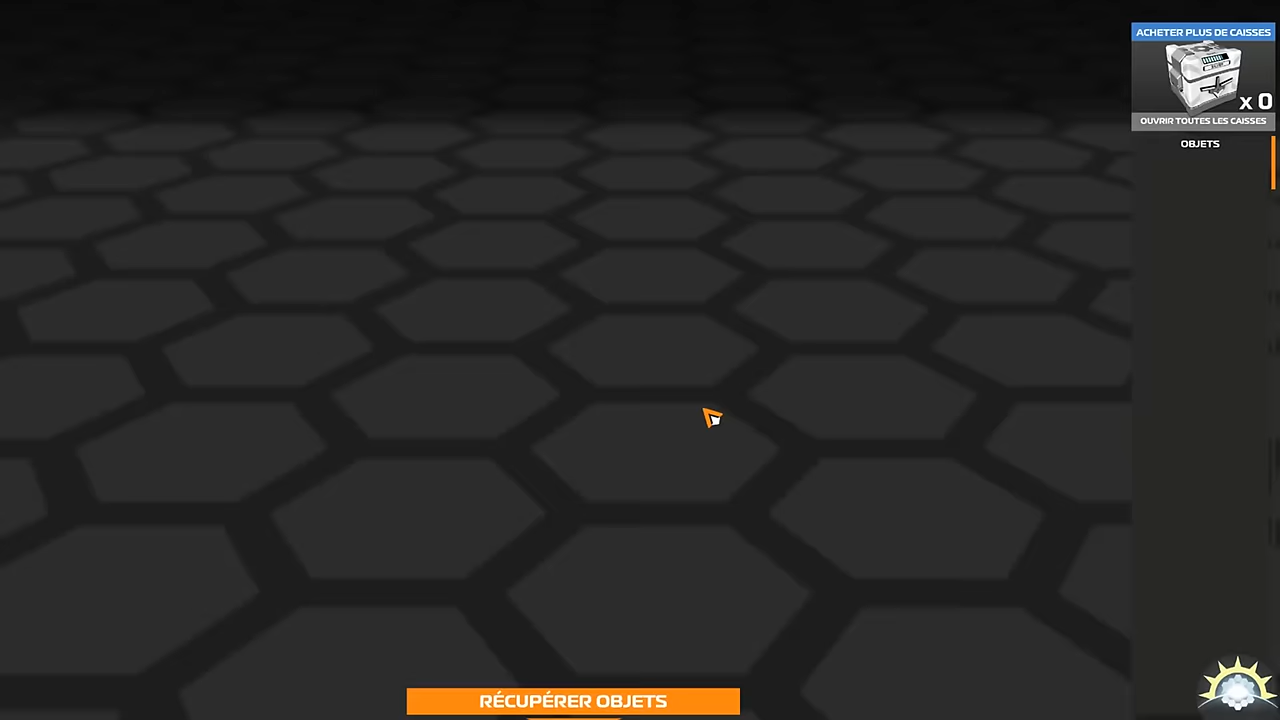 ACHETER PLUS DE CAISSES
x 0
OUVRIR TOUTES LES CAISSES
OBJETS
RÉCUPÉRER OBJETS